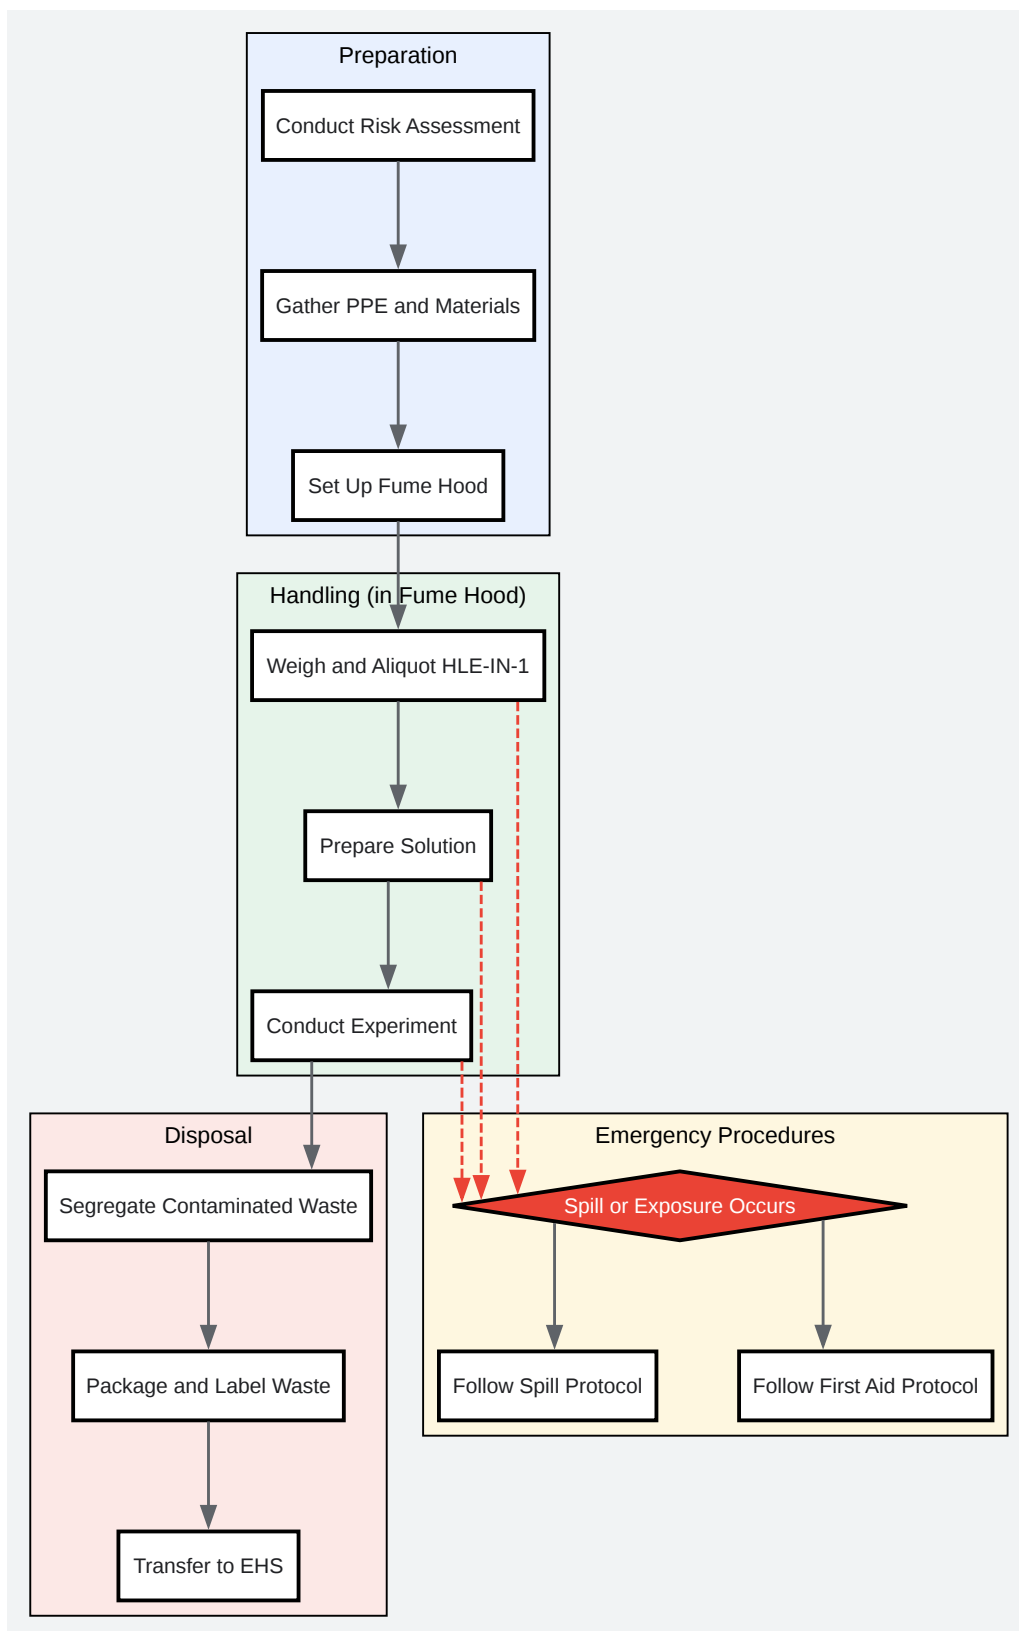 Preparation
Conduct Risk Assessment
Gather PPE and Materials
Set Up Fume Hood
Handling (in Fume Hood)
Weigh and Aliquot HLE-IN-1
Prepare Solution
Conduct Experiment
Disposal
Segregate Contaminated Waste
Package and Label Waste
Transfer to EHS
Emergency Procedures
Spill or Exposure Occurs
Follow Spill Protocol
Follow First Aid Protocol